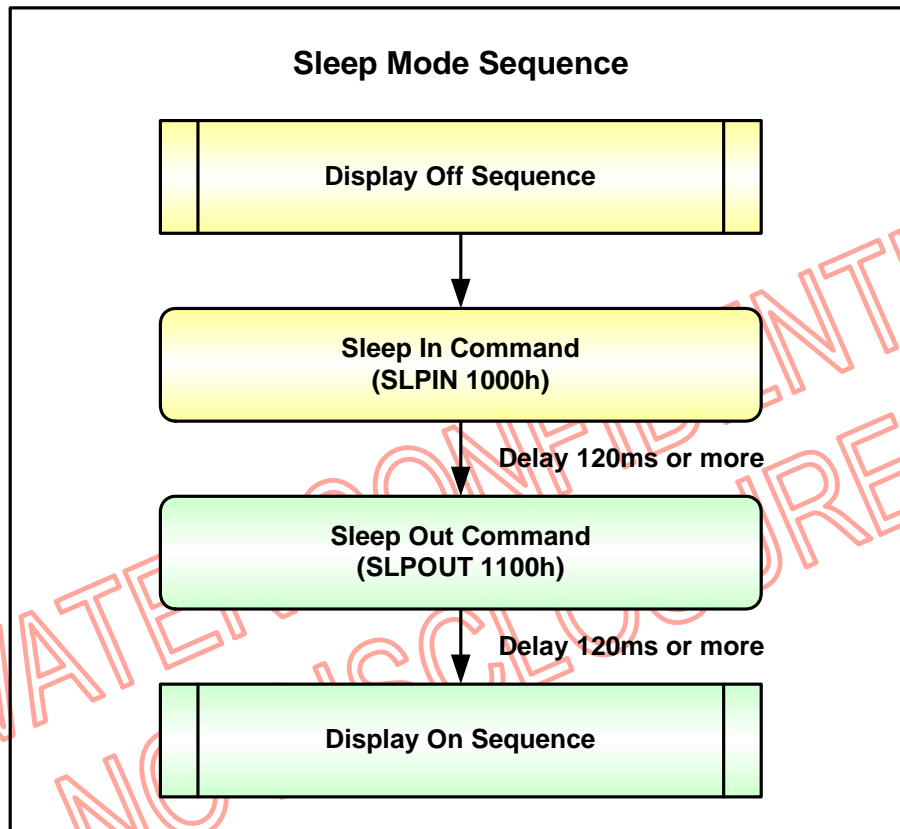 Sleep Mode Sequence
Display Off Sequence
Sleep In Command
(SLPIN 1000h)
Delay 120ms or more
Sleep Out Command
(SLPOUT 1100h)
Delay 120ms or more
Display On Sequence